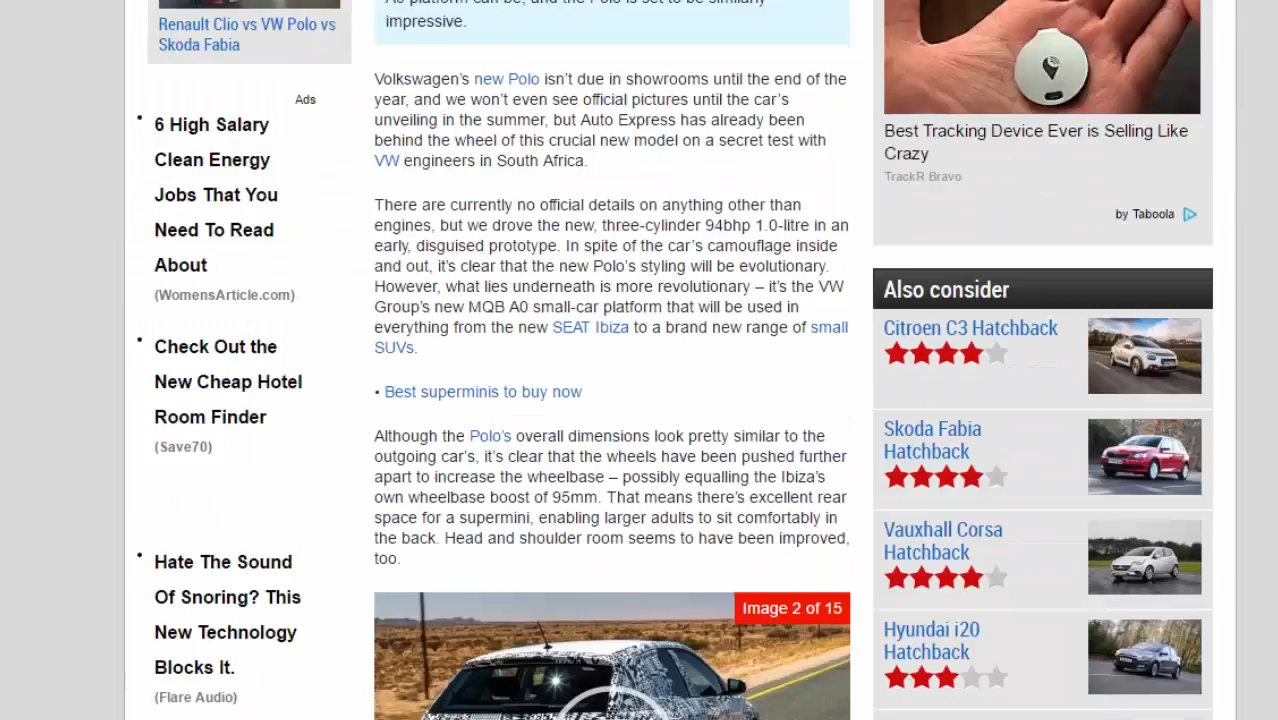 Renault Clio vs VW Polo vs
Skoda Fabia
Ads
6 High Salary
Clean Energy
Jobs That You
Need To Read
About
(WomensArticle.com)
Check Out the
New Cheap Hotel
Room Finder
(Save70)
Hate The Sound
Of Snoring? This
New Technology
Blocks It.
(Flare Audio)
impressive.
Volkswagen's new Polo isn't due in showrooms until the end of the
year, and we won't even see official pictures until the car's
unveiling in the summer, but Auto Express has already been
behind the wheel of this crucial new model on a secret test with
VW engineers in South Africa.
There are currently no official details on anything other than
engines, but we drove the new, three-cylinder 94bhp 1.0-litre in an
early, disguised prototype. In spite of the car's camouflage inside
and out, it's clear that the new Polo's styling will be evolutionary.
However, what lies underneath is more revolutionary – it's the VW
Group's new MQB A0 small-car platform that will be used in
everything from the new SEAT Ibiza to a brand new range of small
SUVs.
• Best superminis to buy now
Although the Polo's overall dimensions look pretty similar to the
outgoing car's, it's clear that the wheels have been pushed further
apart to increase the wheelbase – possibly equalling the Ibiza's
own wheelbase boost of 95mm. That means there's excellent rear
space for a supermini, enabling larger adults to sit comfortably in
the back. Head and shoulder room seems to have been improved,
too.
Image 2 of 15
Best Tracking Device Ever is Selling Like
Crazy
TrackR Bravo
by Taboola
Also consider
Citroen C3 Hatchback
Skoda Fabia
Hatchback
Vauxhall Corsa
Hatchback
Hyundai i20
Hatchback